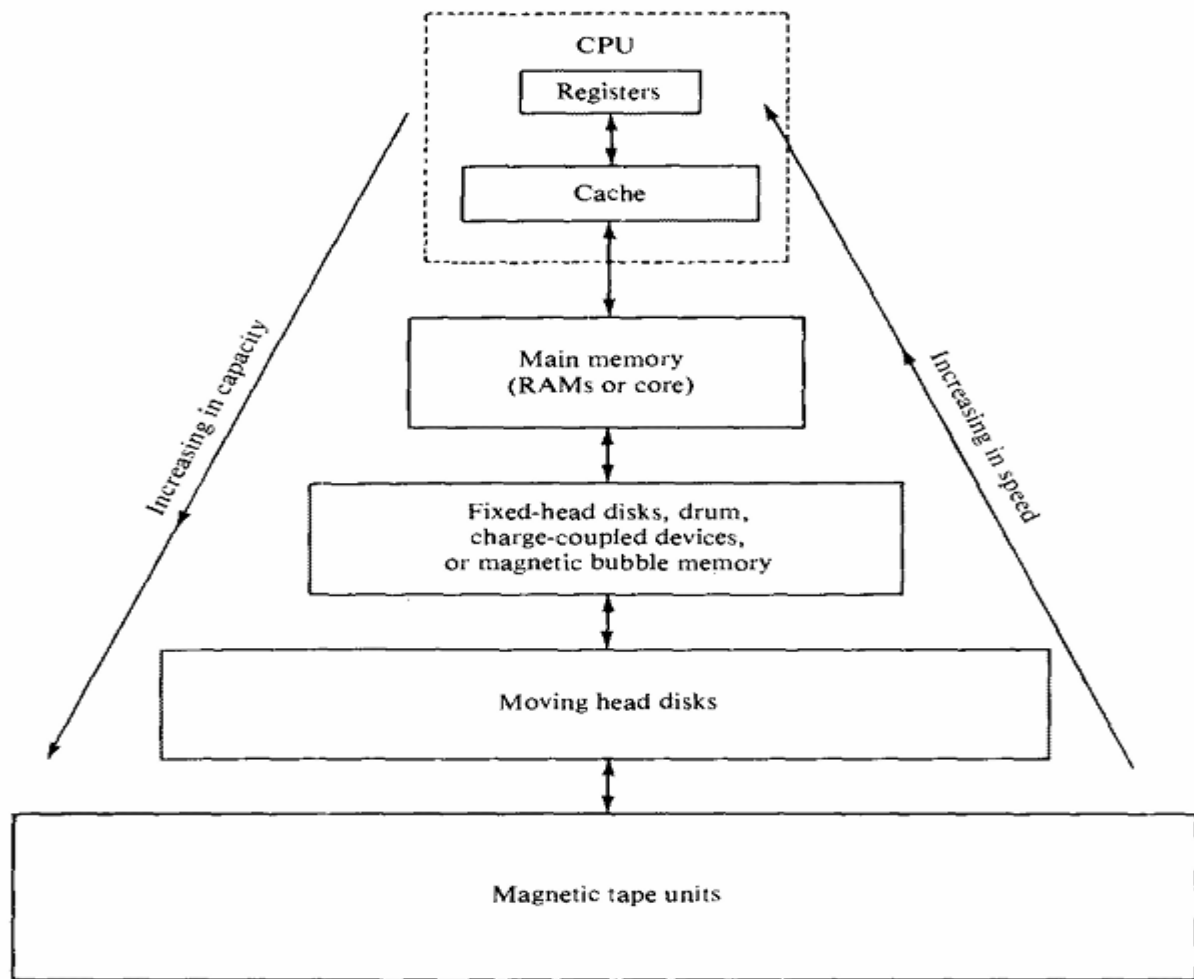 CPU
Registers
Cache
Main memory
(RAMs or core)
Increasing in capacity
Increasing in speed
Fixed-head disks, drum,
charge-coupled devices,
or magnetic bubble memory
Moving head disks
Magnetic tape units